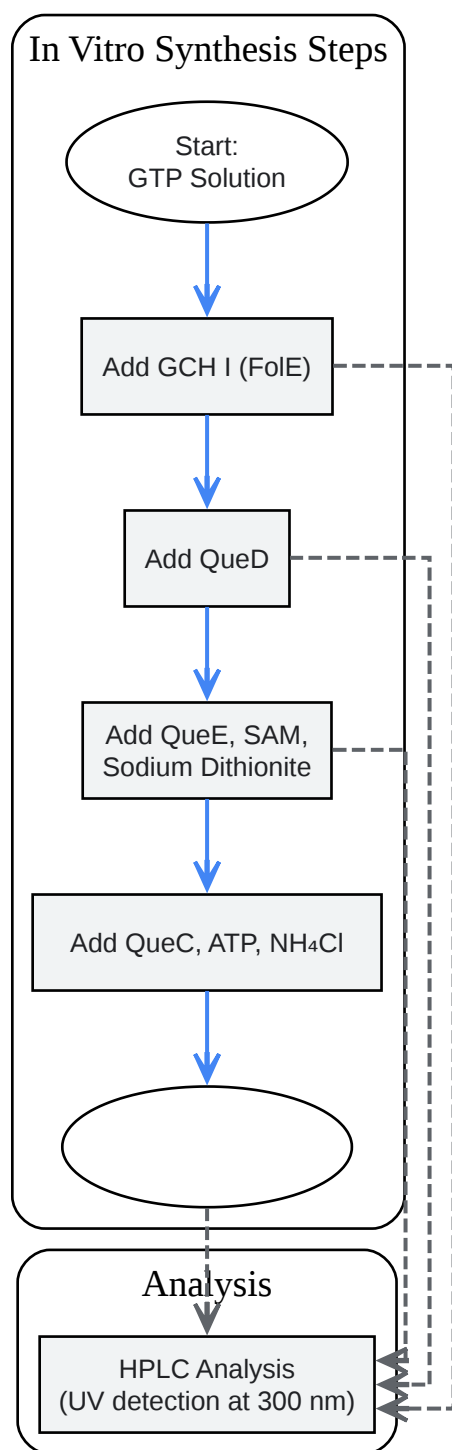 In Vitro Synthesis Steps
Start:
GTP Solution
Add GCH I (FolE)
Add QueD
Add QueE, SAM,
Sodium Dithionite
Add QueC, ATP, NH₄Cl
Analysis
HPLC Analysis
(UV detection at 300 nm)